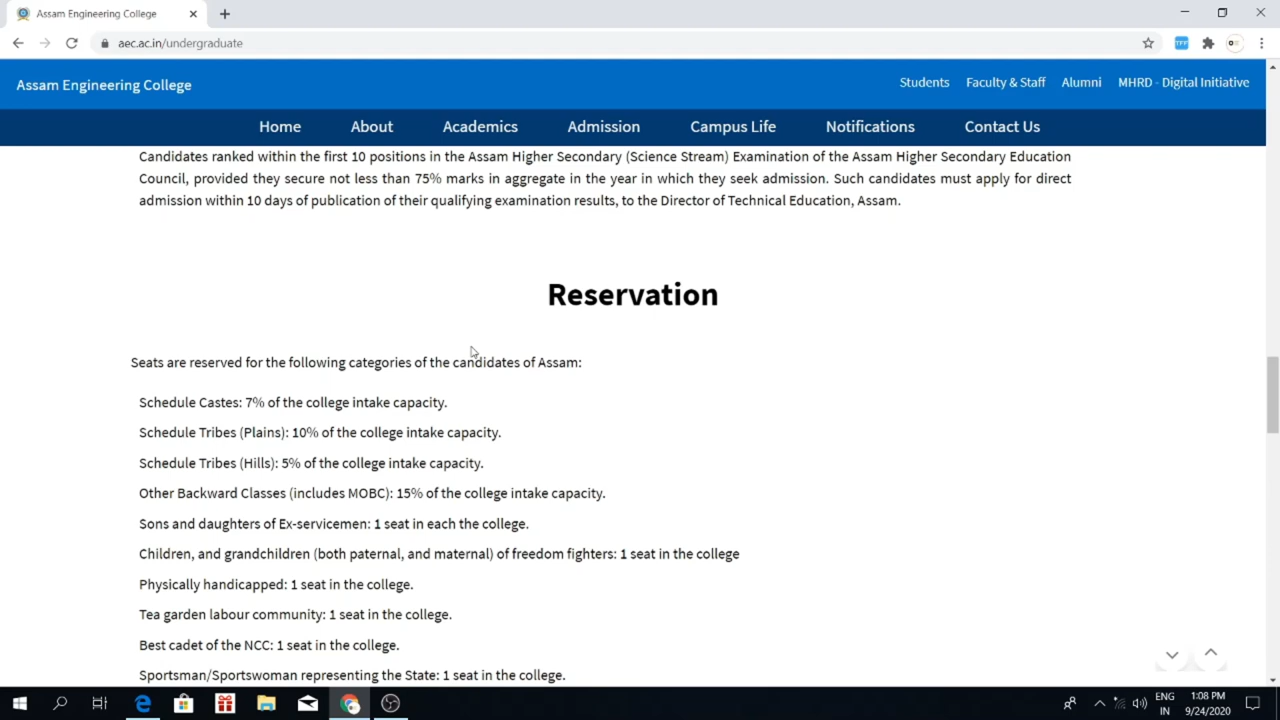 Assam Engineering College
aec.ac.in/undergraduate
TFF
Assam Engineering College
Students Faculty & Staff Alumni MHRD - Digital Initiative
Home About Academics Admission Campus Life Notifications Contact Us
Candidates ranked within the first 10 positions in the Assam Higher Secondary (Science Stream) Examination of the Assam Higher Secondary Education
Council, provided they secure not less than 75% marks in aggregate in the year in which they seek admission. Such candidates must apply for direct
admission within 10 days of publication of their qualifying examination results, to the Director of Technical Education, Assam.
Reservation
Seats are reserved for the following categories of the candidates of Assam:
Schedule Castes: 7% of the college intake capacity.
Schedule Tribes (Plains): 10% of the college intake capacity.
Schedule Tribes (Hills): 5% of the college intake capacity.
Other Backward Classes (includes MOBC): 15% of the college intake capacity.
Sons and daughters of Ex-servicemen: 1 seat in each the college.
Children, and grandchildren (both paternal, and maternal) of freedom fighters: 1 seat in the college
Physically handicapped: 1 seat in the college.
Tea garden labour community: 1 seat in the college.
Best cadet of the NCC: 1 seat in the college.
Sportsman/Sportswoman representing the State: 1 seat in the college.
ENG 1:08 PM
IN 9/24/2020